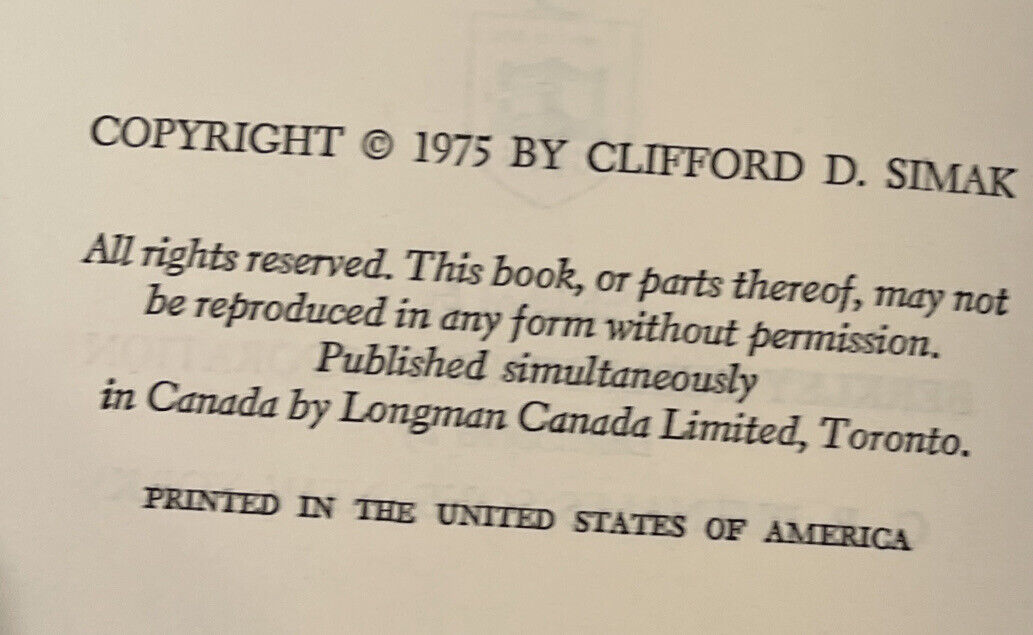 COPYRIGHT © 1975 BY CLIFFORD D. SIMAK
All rights reserved. This book, or parts thereof, may not
be reproduced in any form without permission.
Published simultaneously
in Canada by Longman Canada Limited, Toronto.
PRINTED IN THE UNITED STATES OF AMERICA